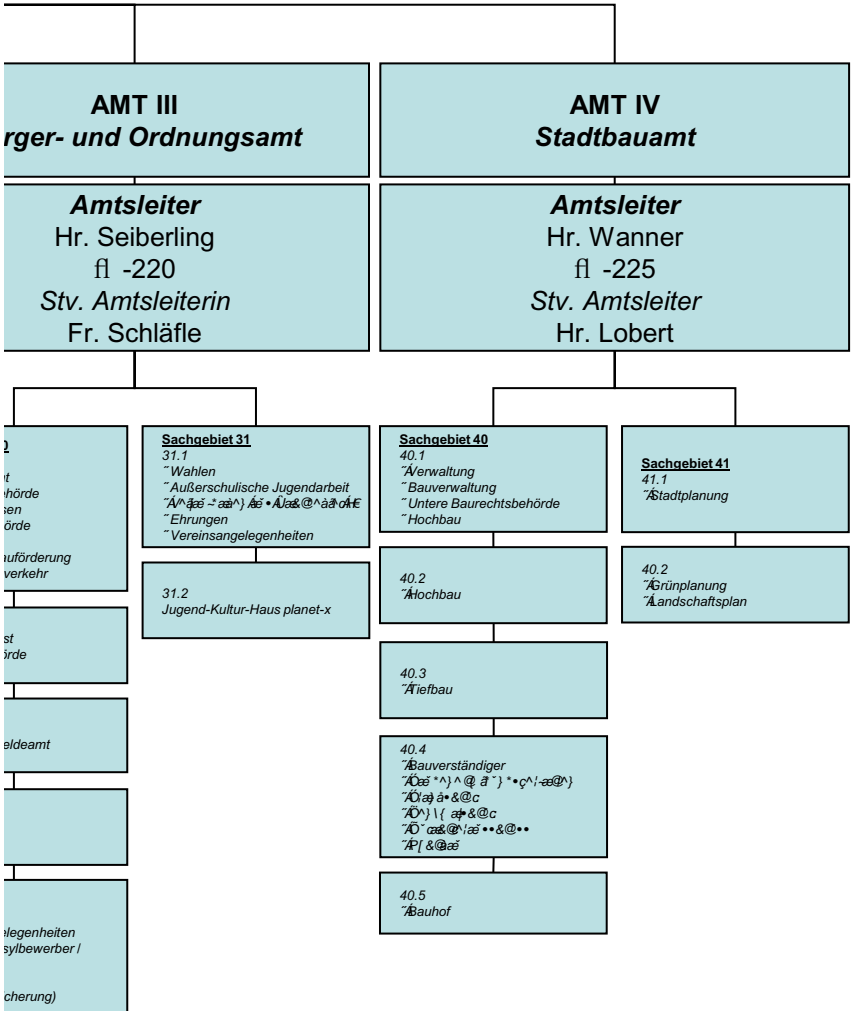 AMT III
rger- und Ordnungsamt
Amtsleiter
Hr. Seiberling
-220
Stv. Amtsleiterin
Fr. Schläfle
AMT IV
Stadtbauamt
Amtsleiter
Hr. Wanner
-225
Stv. Amtsleiter
Hr. Lobert
ehörde
sen
örde
auförderung
verkehr
st
örde
eldeamt
elegenheiten
sylbewerber /
cherung)
Sachgebiet 31
31.1
Wahlen
Außerschulische Jugendarbeit
Ehrungen
Vereinsangelegenheiten
31.2
Jugend-Kultur-Haus planet-x
Sachgebiet 40
40.1
Verwaltung
Bauverwaltung
Untere Baurechtsbehörde
Hochbau
40.2
Hochbau
40.3
Tiefbau
40.4
Bauverständiger
40.5
Bauhof
Sachgebiet 41
41.1
Stadtplanung
40.2
Grünplanung
Landschaftsplan